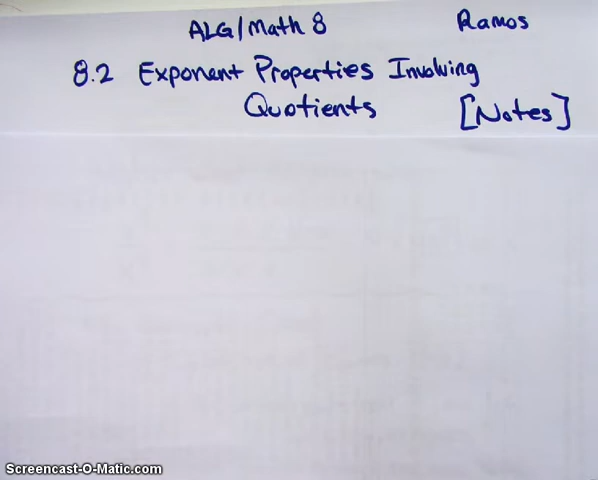 ALG/Math 8 Ramos
8.2 Exponent Properties Involving
Quotients [Notes]
Screencast-O-Matic.com